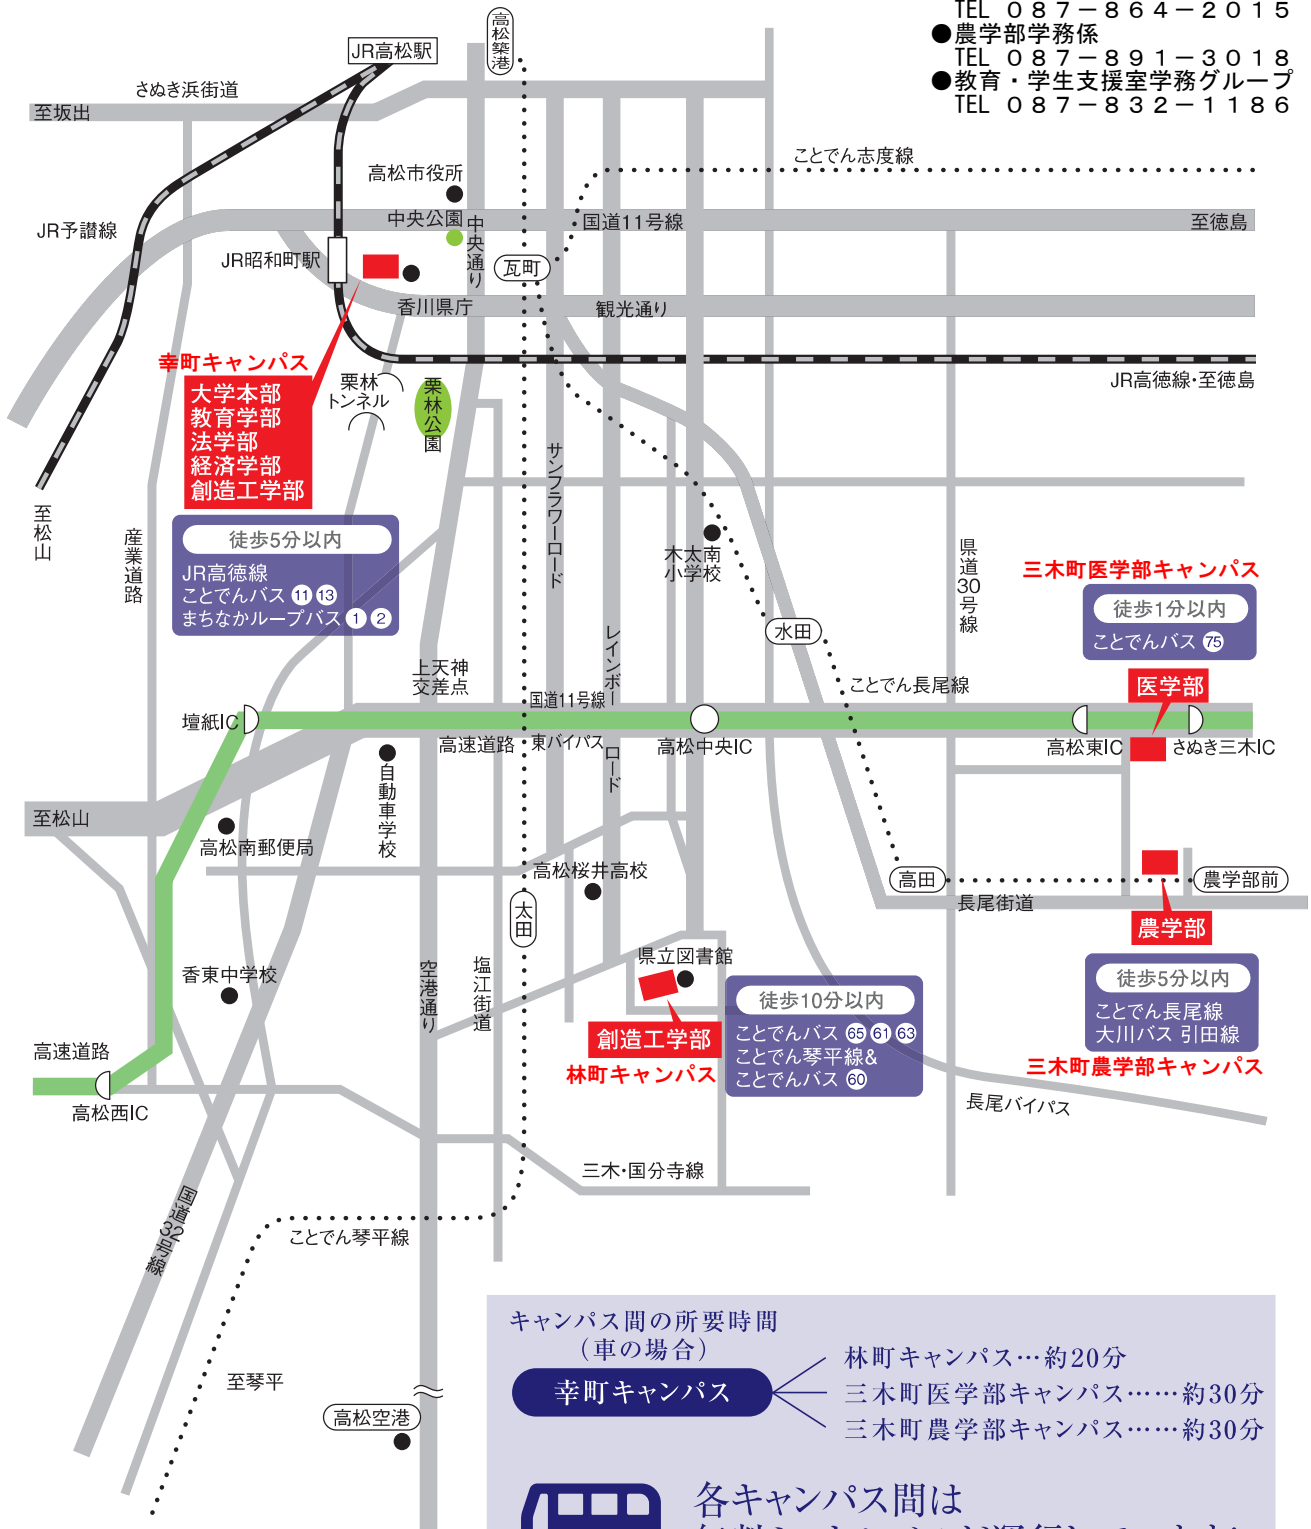 TEL ０８７－８６４－２０１５
●農学部学務係
TEL ０８７－８９１－３０１８
●教育・学生支援室学務グループ
TEL ０８７－８３２－１１８６
高松築港
JR高松駅
さぬき浜街道
至坂出
ことでん志度線
高松市役所
中央公園
中央通り
国道11号線
至徳島
JR予讃線
JR昭和町駅
瓦町
香川県庁
観光通り
幸町キャンパス
大学本部
教育学部
法学部
経済学部
創造工学部
栗林
トンネル
栗林公園
JR高徳線・至徳島
サンフラワーロード
至松山
産業道路
徒歩5分以内
JR高徳線
ことでんバス 11 13
まちなかループバス 1 2
木太南
小学校
県道30号線
三木町医学部キャンパス
徒歩1分以内
ことでんバス 75
水田
レインボーロード
上天神
交差点
ことでん長尾線
医学部
国道11号線
東バイパス
檀紙IC
高速道路
高松中央IC
高松東IC
さぬき三木IC
自動車学校
至松山
高松南郵便局
高松桜井高校
高田
農学部前
長尾街道
太田
農学部
香東中学校
空港通り
塩江街道
県立図書館
徒歩10分以内
ことでんバス 65 61 63
ことでん琴平線&
ことでんバス 60
徒歩5分以内
ことでん長尾線
大川バス 引田線
三木町農学部キャンパス
創造工学部
林町キャンパス
高速道路
高松西IC
長尾バイパス
三木・国分寺線
国道32号線
ことでん琴平線
至琴平
高松空港
キャンパス間の所要時間
（車の場合）
幸町キャンパス
林町キャンパス…約20分
三木町医学部キャンパス……約30分
三木町農学部キャンパス……約30分
各キャンパス間は